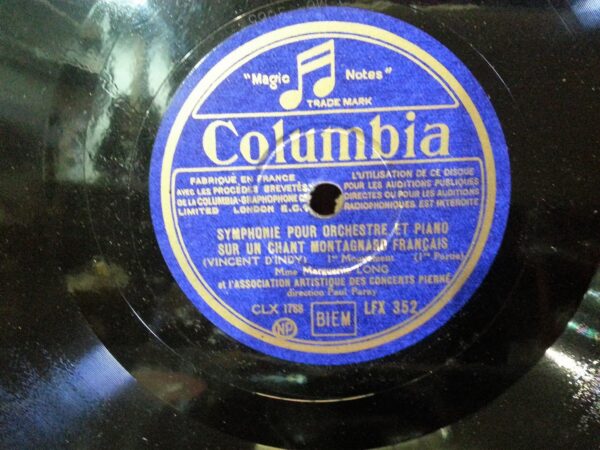 "Magic Notes"
TRADE MARK
Columbia
FABRIQUÉ EN FRANCE
AVEC LES PROCÉDÉS BREVETÉS
DE LA COLUMBIA-GRAPHOPHONE
LIMITED LONDON E.C.1
L'UTILISATION DE CE DISQUE
POUR LES AUDITIONS PUBLIQUES
DIRECTES OU POUR LES AUDITIONS
RADIOPHONIQUES EST INTERDITE
SYMPHONIE POUR ORCHESTRE ET PIANO
SUR UN CHANT MONTAGNARD FRANÇAIS
(VINCENT D'INDY) 1er Mouvement (1re Partie)
Mme Marguerite LONG
et l'ASSOCIATION ARTISTIQUE DES CONCERTS PIERNÉ
direction Paul Paray
CLX 1768 BIEM LFX 352
NP